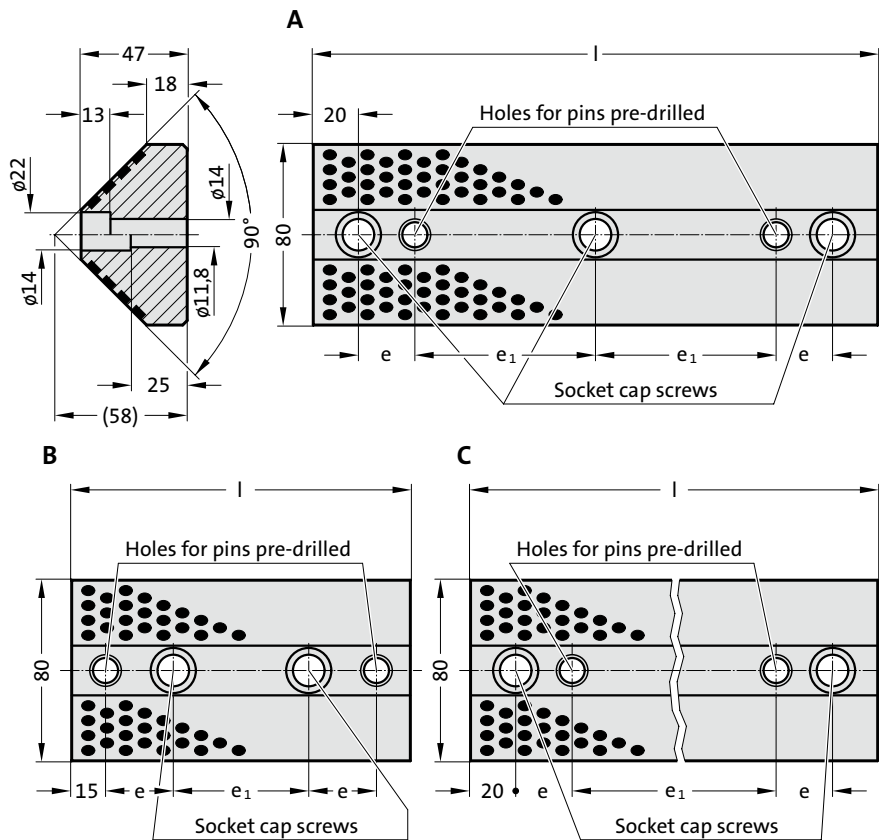 A
47
l
18
20
Holes for pins pre-drilled
13
ø22
ø14
90°
80
ø14
ø11,8
e
e₁
e₁
e
25
Socket cap screws
(58)
B
C
l
l
Holes for pins pre-drilled
Holes for pins pre-drilled
80
80
15
e
e₁
e
20
e
e₁
e
Socket cap screws
Socket cap screws